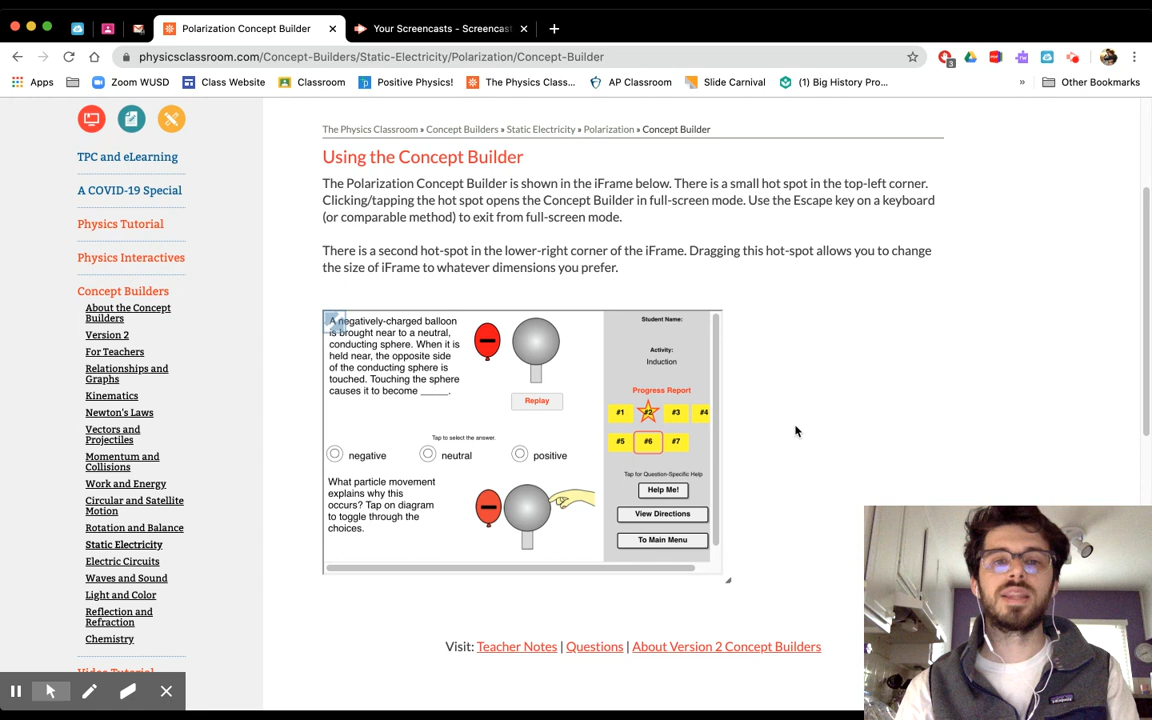 Polarization Concept Builder
Your Screencasts - Screencast
physicsclassroom.com/Concept-Builders/Static-Electricity/Polarization/Concept-Builder
3
Apps
Zoom WUSD
Class Website
Classroom
Positive Physics!
The Physics Class...
AP Classroom
Slide Carnival
(1) Big History Pro...
»
Other Bookmarks
TPC and eLearning
A COVID-19 Special
Physics Tutorial
Physics Interactives
Concept Builders
About the Concept
Builders
Version 2
For Teachers
Relationships and
Graphs
Kinematics
Newton's Laws
Vectors and
Projectiles
Momentum and
Collisions
Work and Energy
Circular and Satellite
Motion
Rotation and Balance
Static Electricity
Electric Circuits
Waves and Sound
Light and Color
Reflection and
Refraction
Chemistry
Video Tutorial
The Physics Classroom » Concept Builders » Static Electricity » Polarization » Concept Builder
Using the Concept Builder
The Polarization Concept Builder is shown in the iFrame below. There is a small hot spot in the top-left corner.
Clicking/tapping the hot spot opens the Concept Builder in full-screen mode. Use the Escape key on a keyboard
(or comparable method) to exit from full-screen mode.
There is a second hot-spot in the lower-right corner of the iFrame. Dragging this hot-spot allows you to change
the size of iFrame to whatever dimensions you prefer.
A negatively-charged balloon
is brought near to a neutral,
conducting sphere. When it is
held near, the opposite side
of the conducting sphere is
touched. Touching the sphere
causes it to become _____.
Replay
Tap to select the answer.
negative
neutral
positive
What particle movement
explains why this
occurs? Tap on diagram
to toggle through the
choices.
Student Name:
Activity:
Induction
Progress Report
#1 #2 #3 #4
#5 #6 #7
Tap for Question-Specific Help
Help Me!
View Directions
To Main Menu
Visit: Teacher Notes | Questions | About Version 2 Concept Builders
patagonia